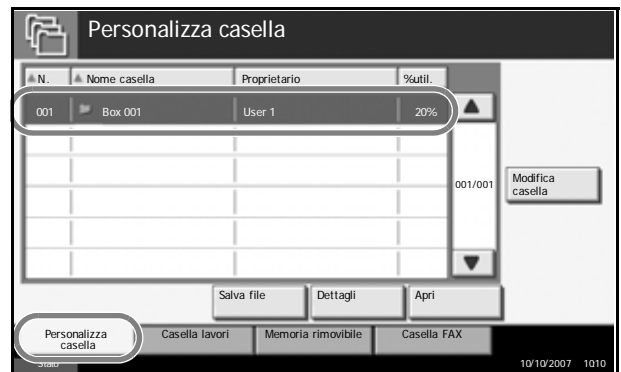 Personalizza casella
N. Nome casella Proprietario %util.
001 Box 001 User 1 20%
001/001
Modifica
casella
Salva file Dettagli Apri
Personalizza
casella
Casella lavori Memoria rimovibile Casella FAX
Stato 10/10/2007 10:10